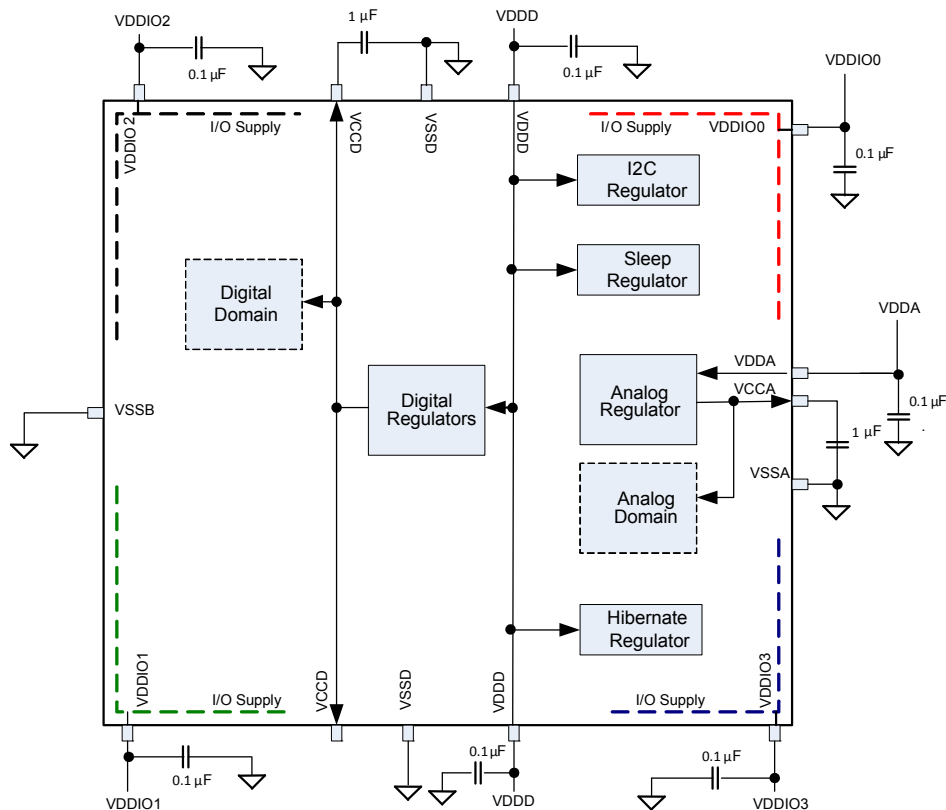 VDDIO2
1 µF
VDDD
0.1 µF
0.1 µF
VDDIO0
0.1 µF
I/O Supply
I/O Supply
VDDIO0
VDDIO2
VCCD
VSSD
VDDD
I2C
Regulator
Sleep
Regulator
Digital
Domain
VDDA
VDDA
VCCA
Analog
Regulator
Digital
Regulators
0.1 µF
1 µF
VSSB
VSSA
Analog
Domain
Hibernate
Regulator
VDDIO1
VCCD
VSSD
VDDD
VDDIO3
I/O Supply
I/O Supply
0.1 µF
0.1 µF
0.1 µF
VDDIO1
VDDD
VDDIO3